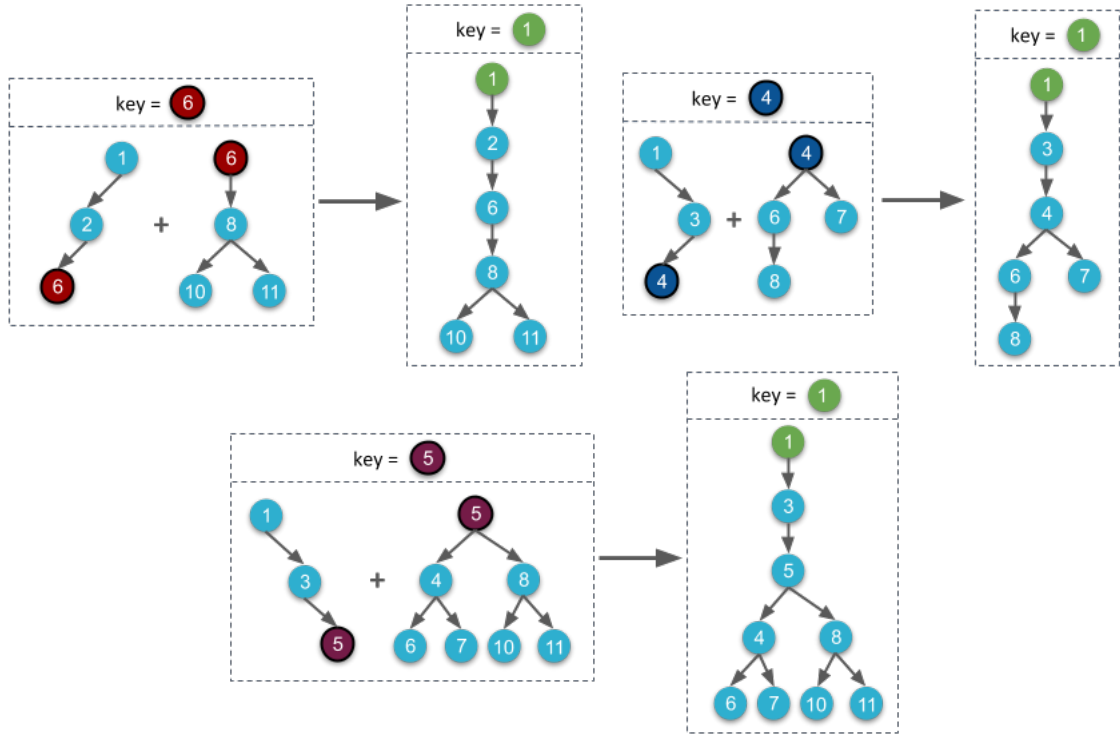 key = 6
1 6
2 + 8
6 10 11
key = 1
1
2
6
8
10 11
key = 4
1 4
3 + 6 7
4 8
key = 1
1
3
4
6 7
8
key = 5
1 5
3 + 4 8
5 6 7 10 11
key = 1
1
3
5
4 8
6 7 10 11